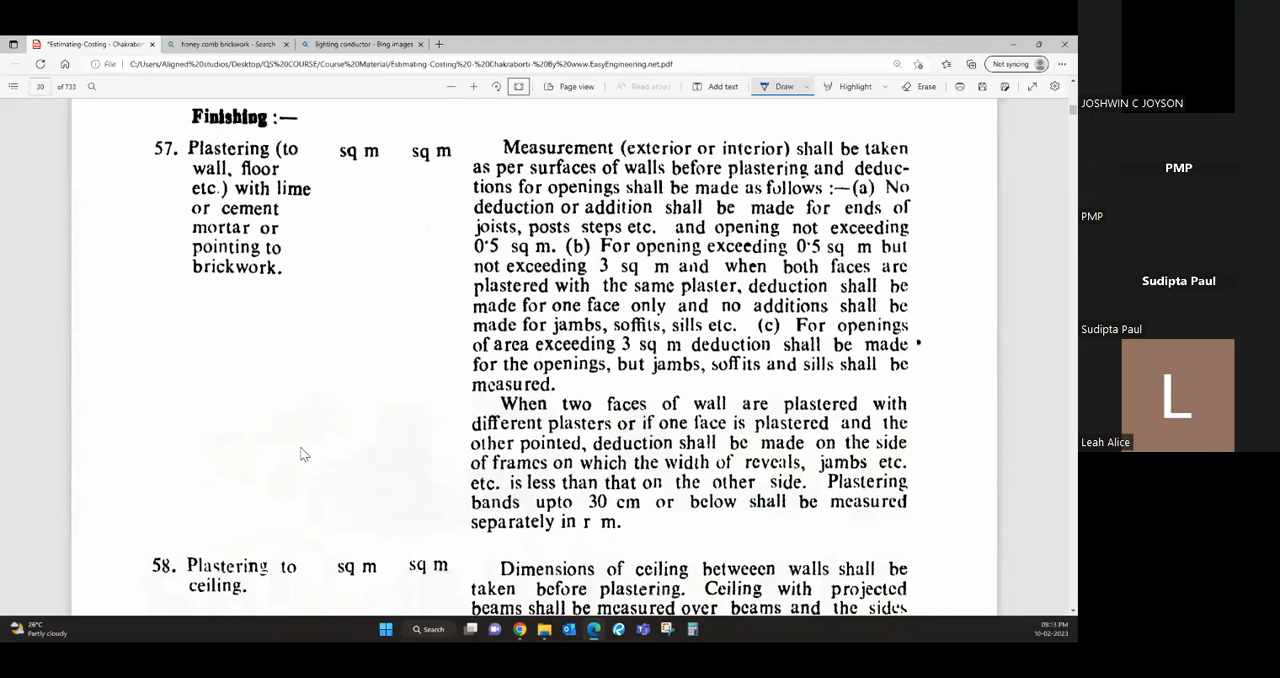 *Estimating-Costing - Chakrabor
honey comb brickwork - Search
lighting conductor - Bing images
File
C:/Users/Aligned%20studios/Desktop/QS%20COURSE/Course%20Material/Estimating-Costing%20-%20Chakraborti-%20By%20www.EasyEngineering.net.pdf
Not syncing
30 of 733
Page view
Read aloud
Add text
Draw
Highlight
Erase
Finishing :—
57. Plastering (to wall, floor etc.) with lime or cement mortar or pointing to brickwork.
sq m
sq m
Measurement (exterior or interior) shall be taken
as per surfaces of walls before plastering and deduc-
tions for openings shall be made as follows :—(a) No
deduction or addition shall be made for ends of
joists, posts steps etc. and opening not exceeding
0·5 sq m. (b) For opening exceeding 0·5 sq m but
not exceeding 3 sq m and when both faces are
plastered with the same plaster, deduction shall be
made for one face only and no additions shall be
made for jambs, soffits, sills etc. (c) For openings
of area exceeding 3 sq m deduction shall be made
for the openings, but jambs, soffits and sills shall be
measured.
When two faces of wall are plastered with
different plasters or if one face is plastered and the
other pointed, deduction shall be made on the side
of frames on which the width of reveals, jambs etc.
etc. is less than that on the other side. Plastering
bands upto 30 cm or below shall be measured
separately in r m.
58. Plastering to ceiling.
sq m
sq m
Dimensions of ceiling betweeen walls shall be
taken before plastering. Ceiling with projected
beams shall be measured over beams and the sides
JOSHWIN C JOYSON
PMP
PMP
Sudipta Paul
Sudipta Paul
L
Leah Alice
26°C
Partly cloudy
Search
09:13 PM
10-02-2023